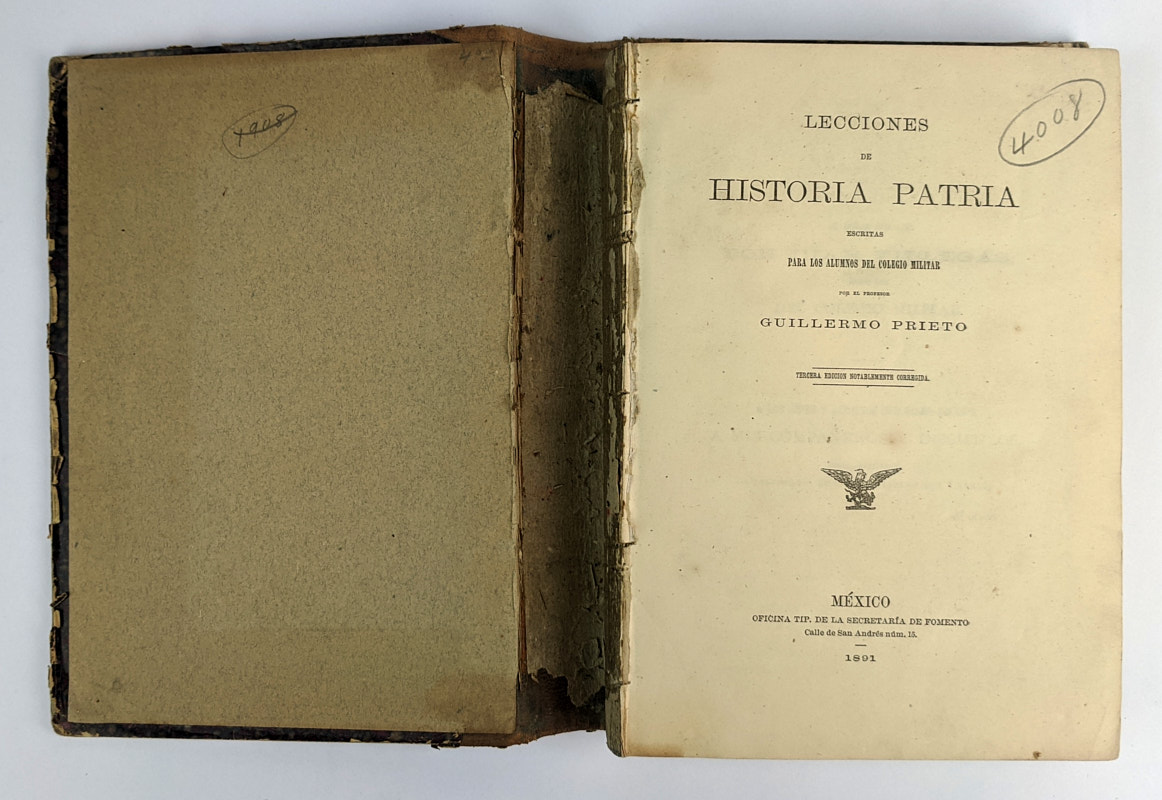 4008
LECCIONES
DE
HISTORIA PATRIA
ESCRITAS
PARA LOS ALUMNOS DEL COLEGIO MILITAR
POR EL PROFESOR
GUILLERMO PRIETO
TERCERA EDICION NOTABLEMENTE CORREGIDA.
MÉXICO
OFICINA TIP. DE LA SECRETARÍA DE FOMENTO
Calle de San Andrés núm. 15.
1891